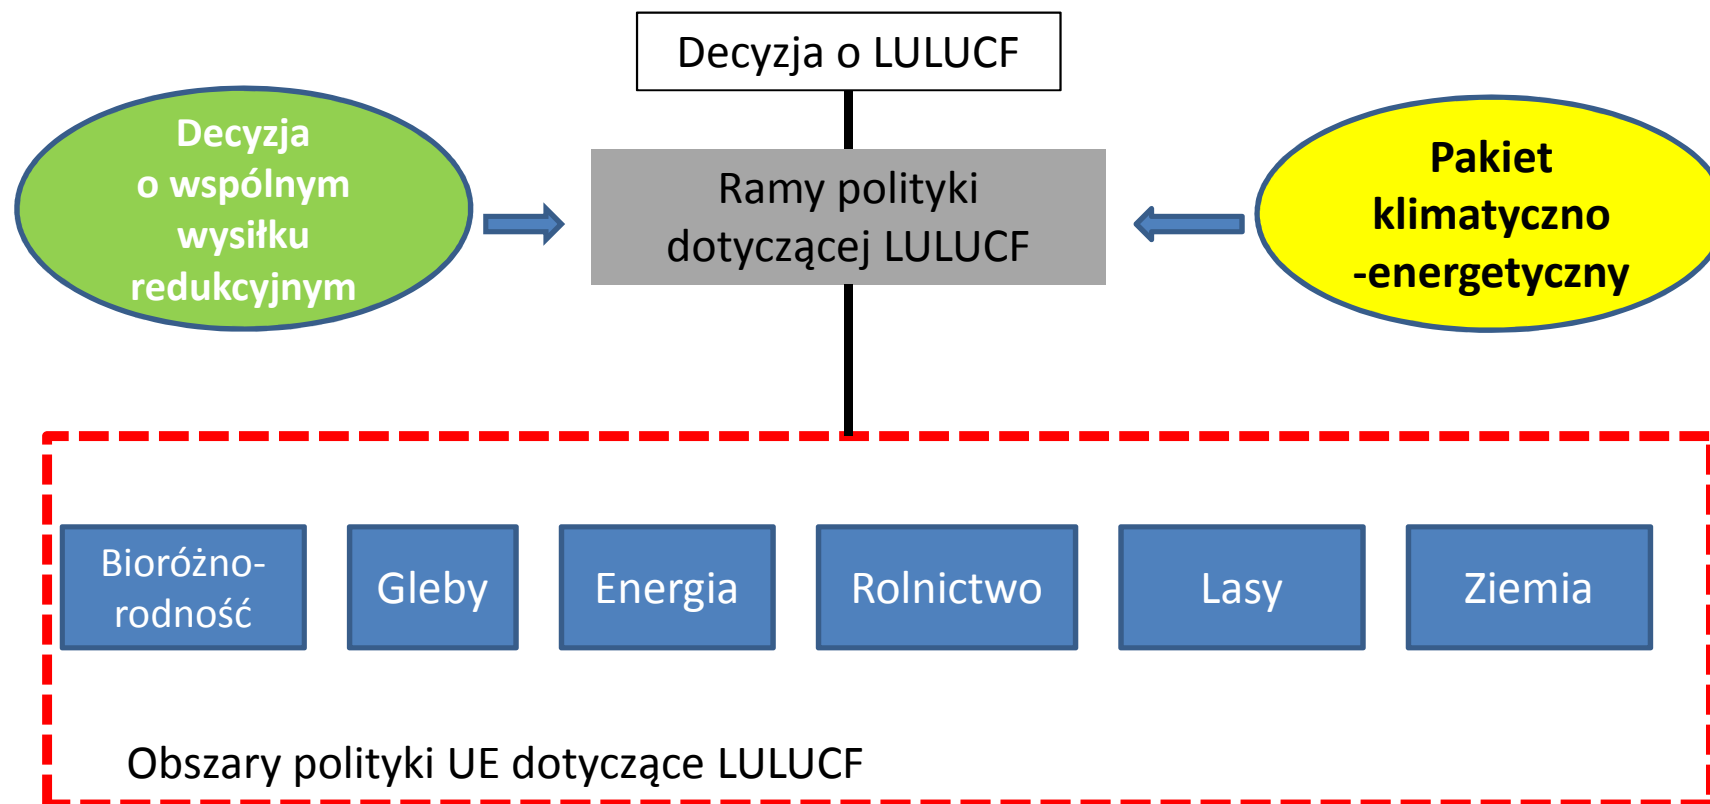 Decyzja o LULUCF
Decyzja
o wspólnym
wysiłku
redukcyjnym
Ramy polityki
dotyczącej LULUCF
Pakiet
klimatyczno
-energetyczny
Bioróżno-
rodność
Gleby
Energia
Rolnictwo
Lasy
Ziemia
Obszary polityki UE dotyczące LULUCF